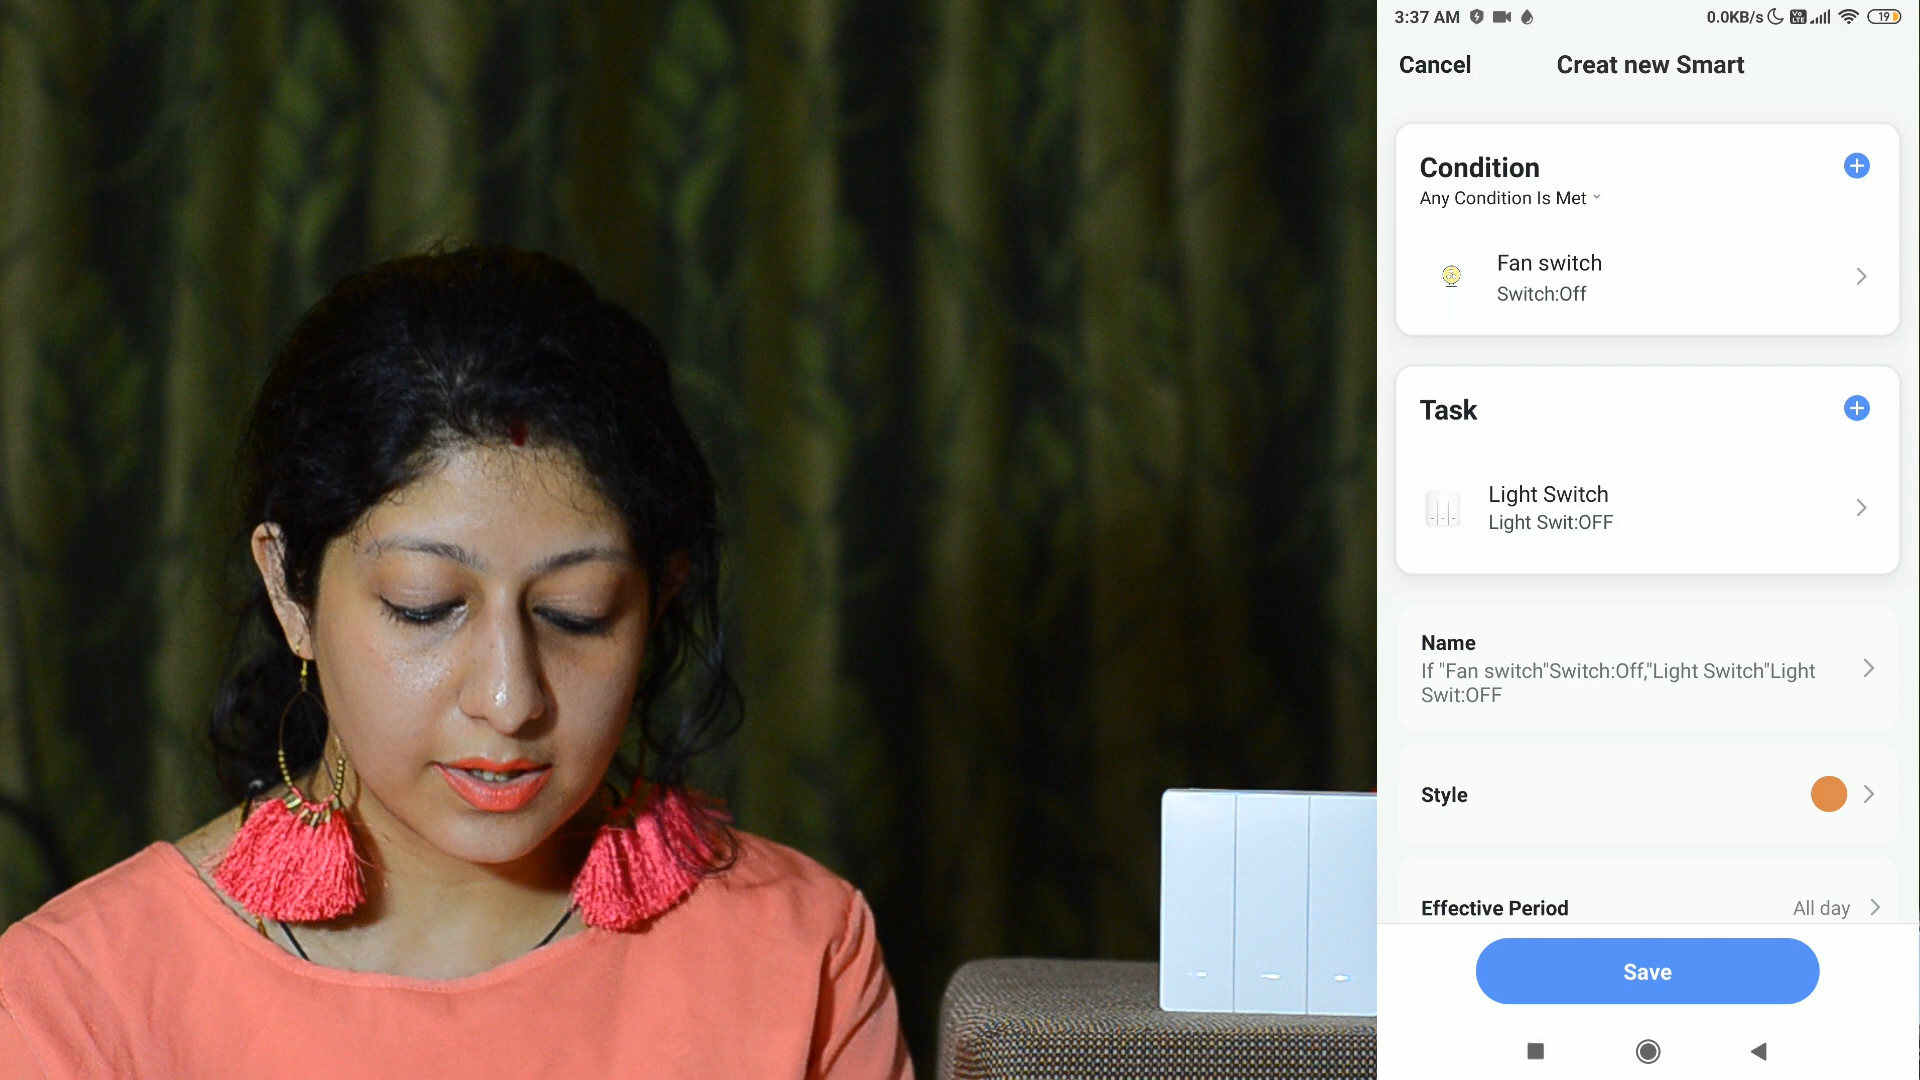 3:37 AM 0.0KB/s Vo LTE 19
Cancel Creat new Smart
Condition
Any Condition Is Met
Fan switch
Switch:Off
Task
Light Switch
Light Swit:OFF
Name
If "Fan switch"Switch:Off,"Light Switch"Light
Swit:OFF
Style
Effective Period All day
Save